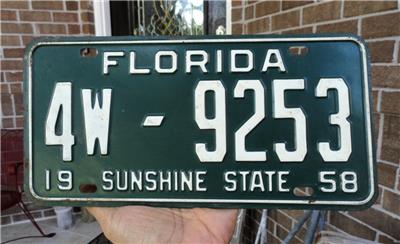 FLORIDA
4W-9253
19 SUNSHINE STATE 58